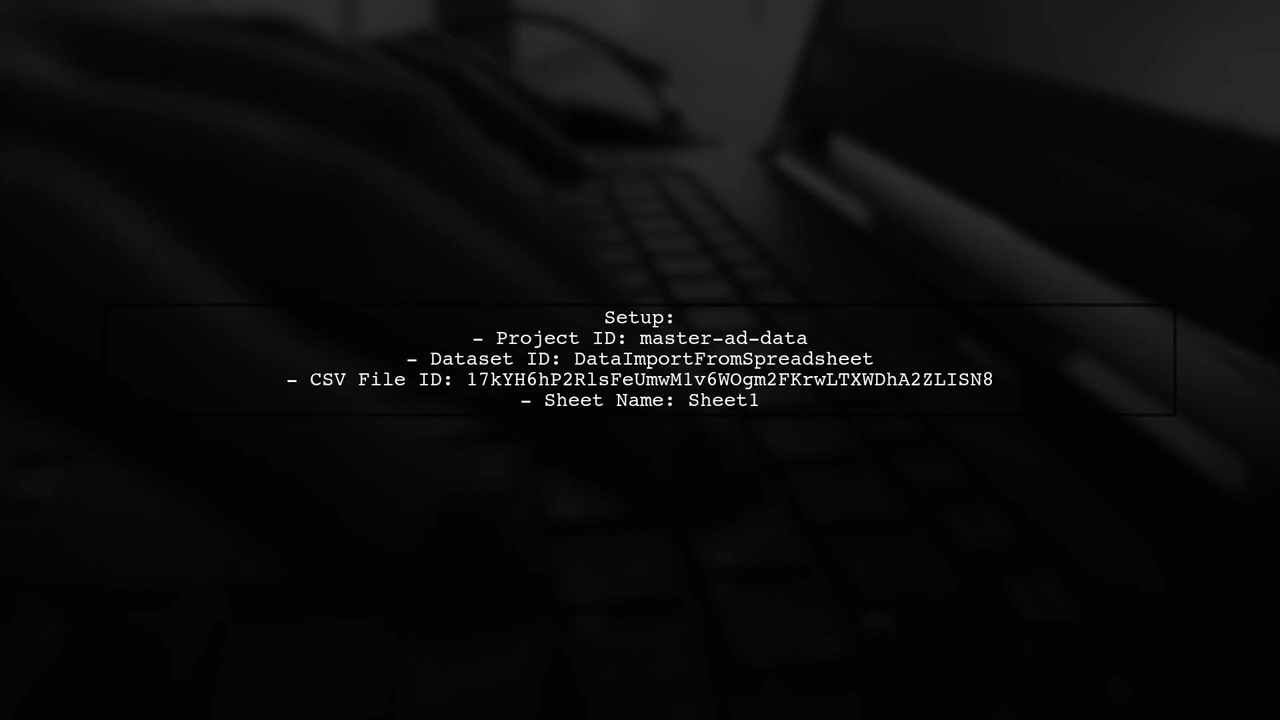 Setup:
- Project ID: master-ad-data
- Dataset ID: DataImportFromSpreadsheet
- CSV File ID: 17kYH6hP2RlsFeUmwM1v6WOgm2FKrwLTXWDhA2ZLISN8
- Sheet Name: Sheet1